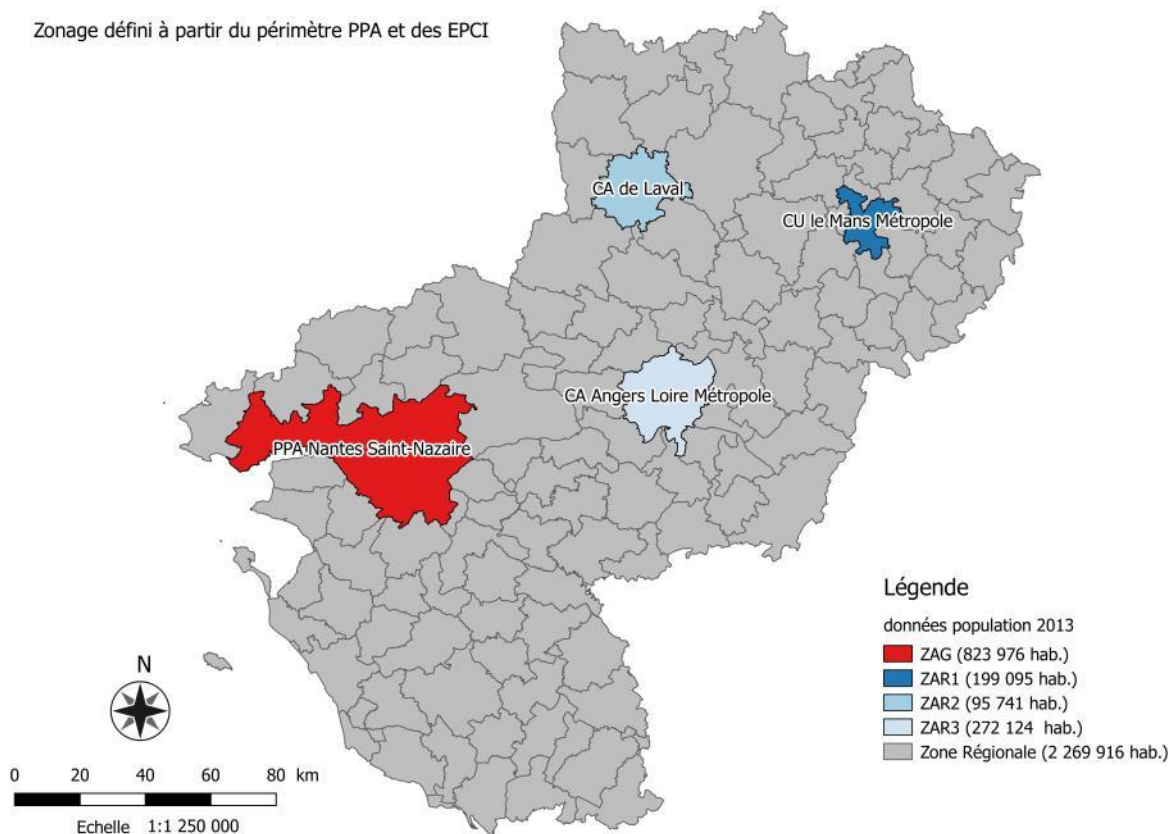 Zonage défini à partir du périmètre PPA et des EPCI
CA de Laval
CU le Mans Métropole
CA Angers Loire Métropole
PPA Nantes Saint-Nazaire
Légende
données population 2013
ZAG (823 976 hab.)
ZAR1 (199 095 hab.)
ZAR2 (95 741 hab.)
ZAR3 (272 124 hab.)
Zone Régionale (2 269 916 hab.)
N
0 20 40 60 80 km
Echelle 1:1 250 000